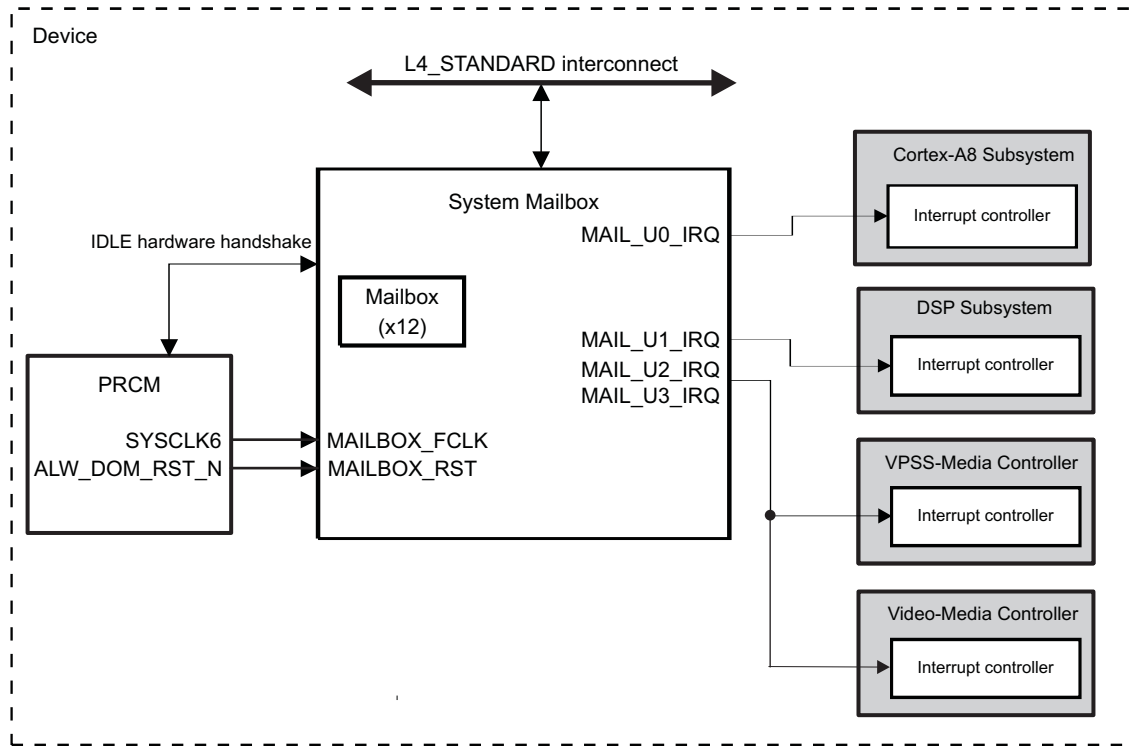 Device
L4_STANDARD interconnect
System Mailbox
MAIL_U0_IRQ
IDLE hardware handshake
Mailbox
(x12)
MAIL_U1_IRQ
MAIL_U2_IRQ
MAIL_U3_IRQ
PRCM
SYSCLK6
ALW_DOM_RST_N
MAILBOX_FCLK
MAILBOX_RST
Cortex-A8 Subsystem
Interrupt controller
DSP Subsystem
Interrupt controller
VPSS-Media Controller
Interrupt controller
Video-Media Controller
Interrupt controller